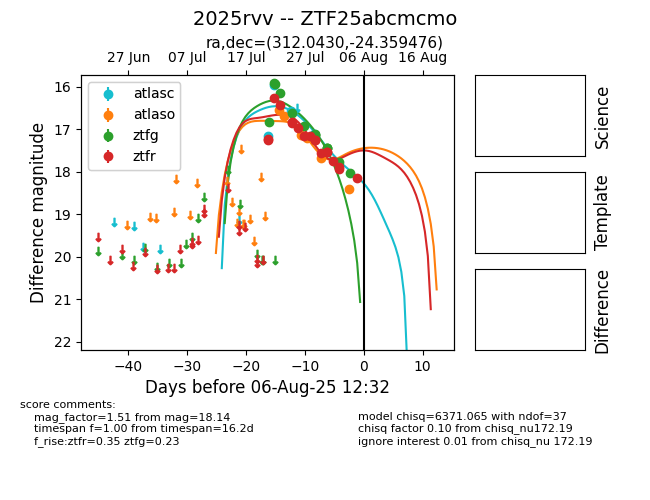 2025rvv -- ZTF25abcmcmo
ra,dec=(312.0430,-24.359476)
27 Jun 07 Jul 17 Jul 27 Jul 06 Aug 16 Aug
atlasc
atlaso
ztfg
ztfr
16
17
18
19
20
21
22
Difference magnitude
−40 −30 −20 −10 0 10
Days before 06-Aug-25 12:32
Science
Template
Difference
score comments:
mag_factor=1.51 from mag=18.14
timespan f=1.00 from timespan=16.2d
f_rise:ztfr=0.35 ztfg=0.23
model chisq=6371.065 with ndof=37
chisq factor 0.10 from chisq_nu172.19
ignore interest 0.01 from chisq_nu 172.19